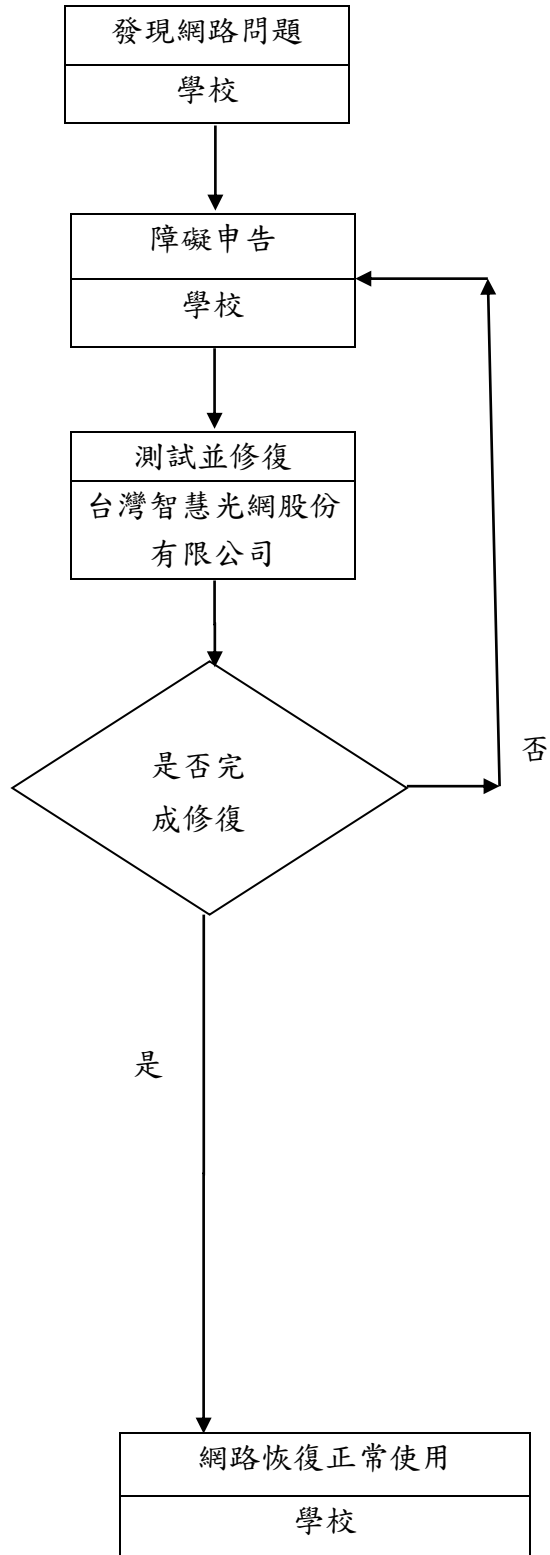 發現網路問題
學校
障礙申告
學校
測試並修復
台灣智慧光網股份
有限公司
是否完
成修復
否
是
網路恢復正常使用
學校